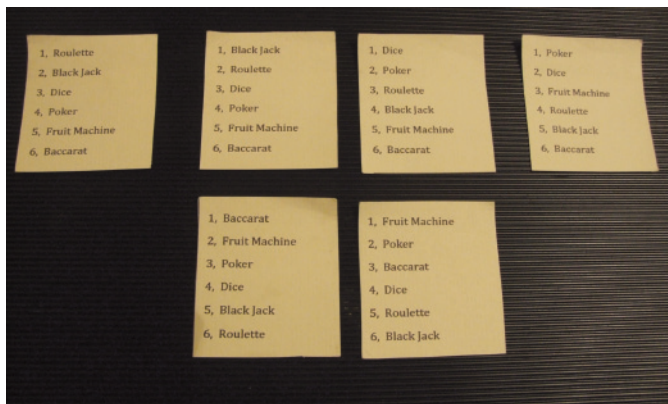 1, Roulette
2, Black Jack
3, Dice
4, Poker
5, Fruit Machine
6, Baccarat
1, Black Jack
2, Roulette
3, Dice
4, Poker
5, Fruit Machine
6, Baccarat
1, Dice
2, Poker
3, Roulette
4, Black Jack
5, Fruit Machine
6, Baccarat
1, Poker
2, Dice
3, Fruit Machine
4, Roulette
5, Black Jack
6, Baccarat
1, Baccarat
2, Fruit Machine
3, Poker
4, Dice
5, Black Jack
6, Roulette
1, Fruit Machine
2, Poker
3, Baccarat
4, Dice
5, Roulette
6, Black Jack